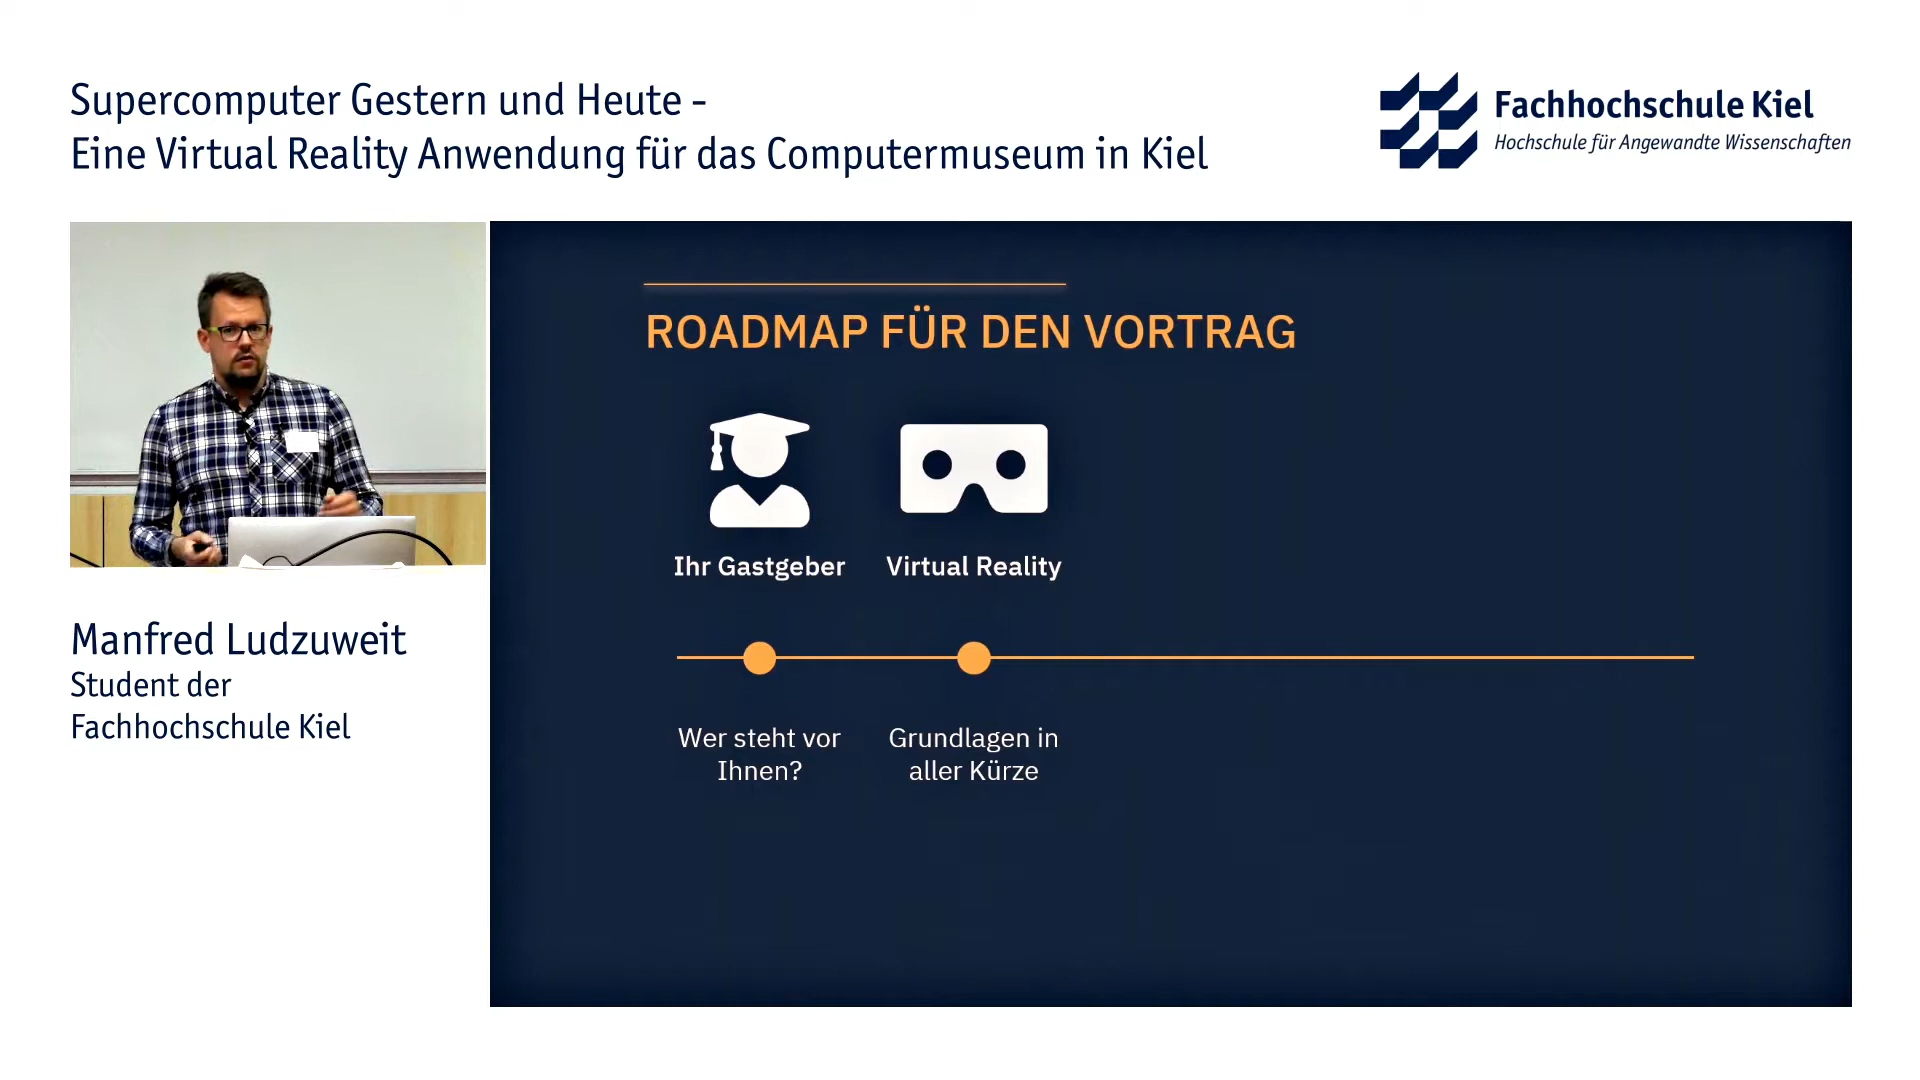 Supercomputer Gestern und Heute -
Eine Virtual Reality Anwendung für das Computermuseum in Kiel
Fachhochschule Kiel
Hochschule für Angewandte Wissenschaften
ROADMAP FÜR DEN VORTRAG
Ihr Gastgeber
Virtual Reality
Wer steht vor
Ihnen?
Grundlagen in
aller Kürze
Manfred Ludzuweit
Student der
Fachhochschule Kiel